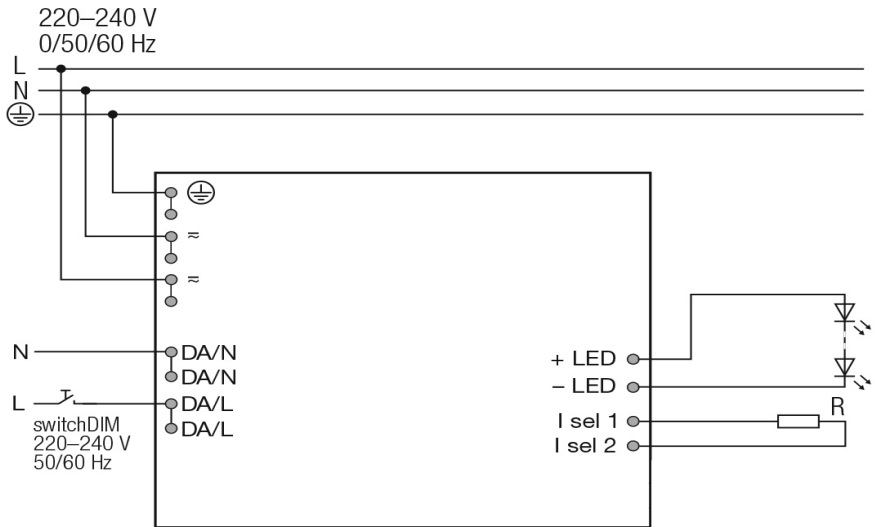 220–240 V
0/50/60 Hz
L
N
≂
≂
N
DA/N
DA/N
L
DA/L
DA/L
switchDIM
220–240 V
50/60 Hz
+ LED
– LED
I sel 1
I sel 2
R